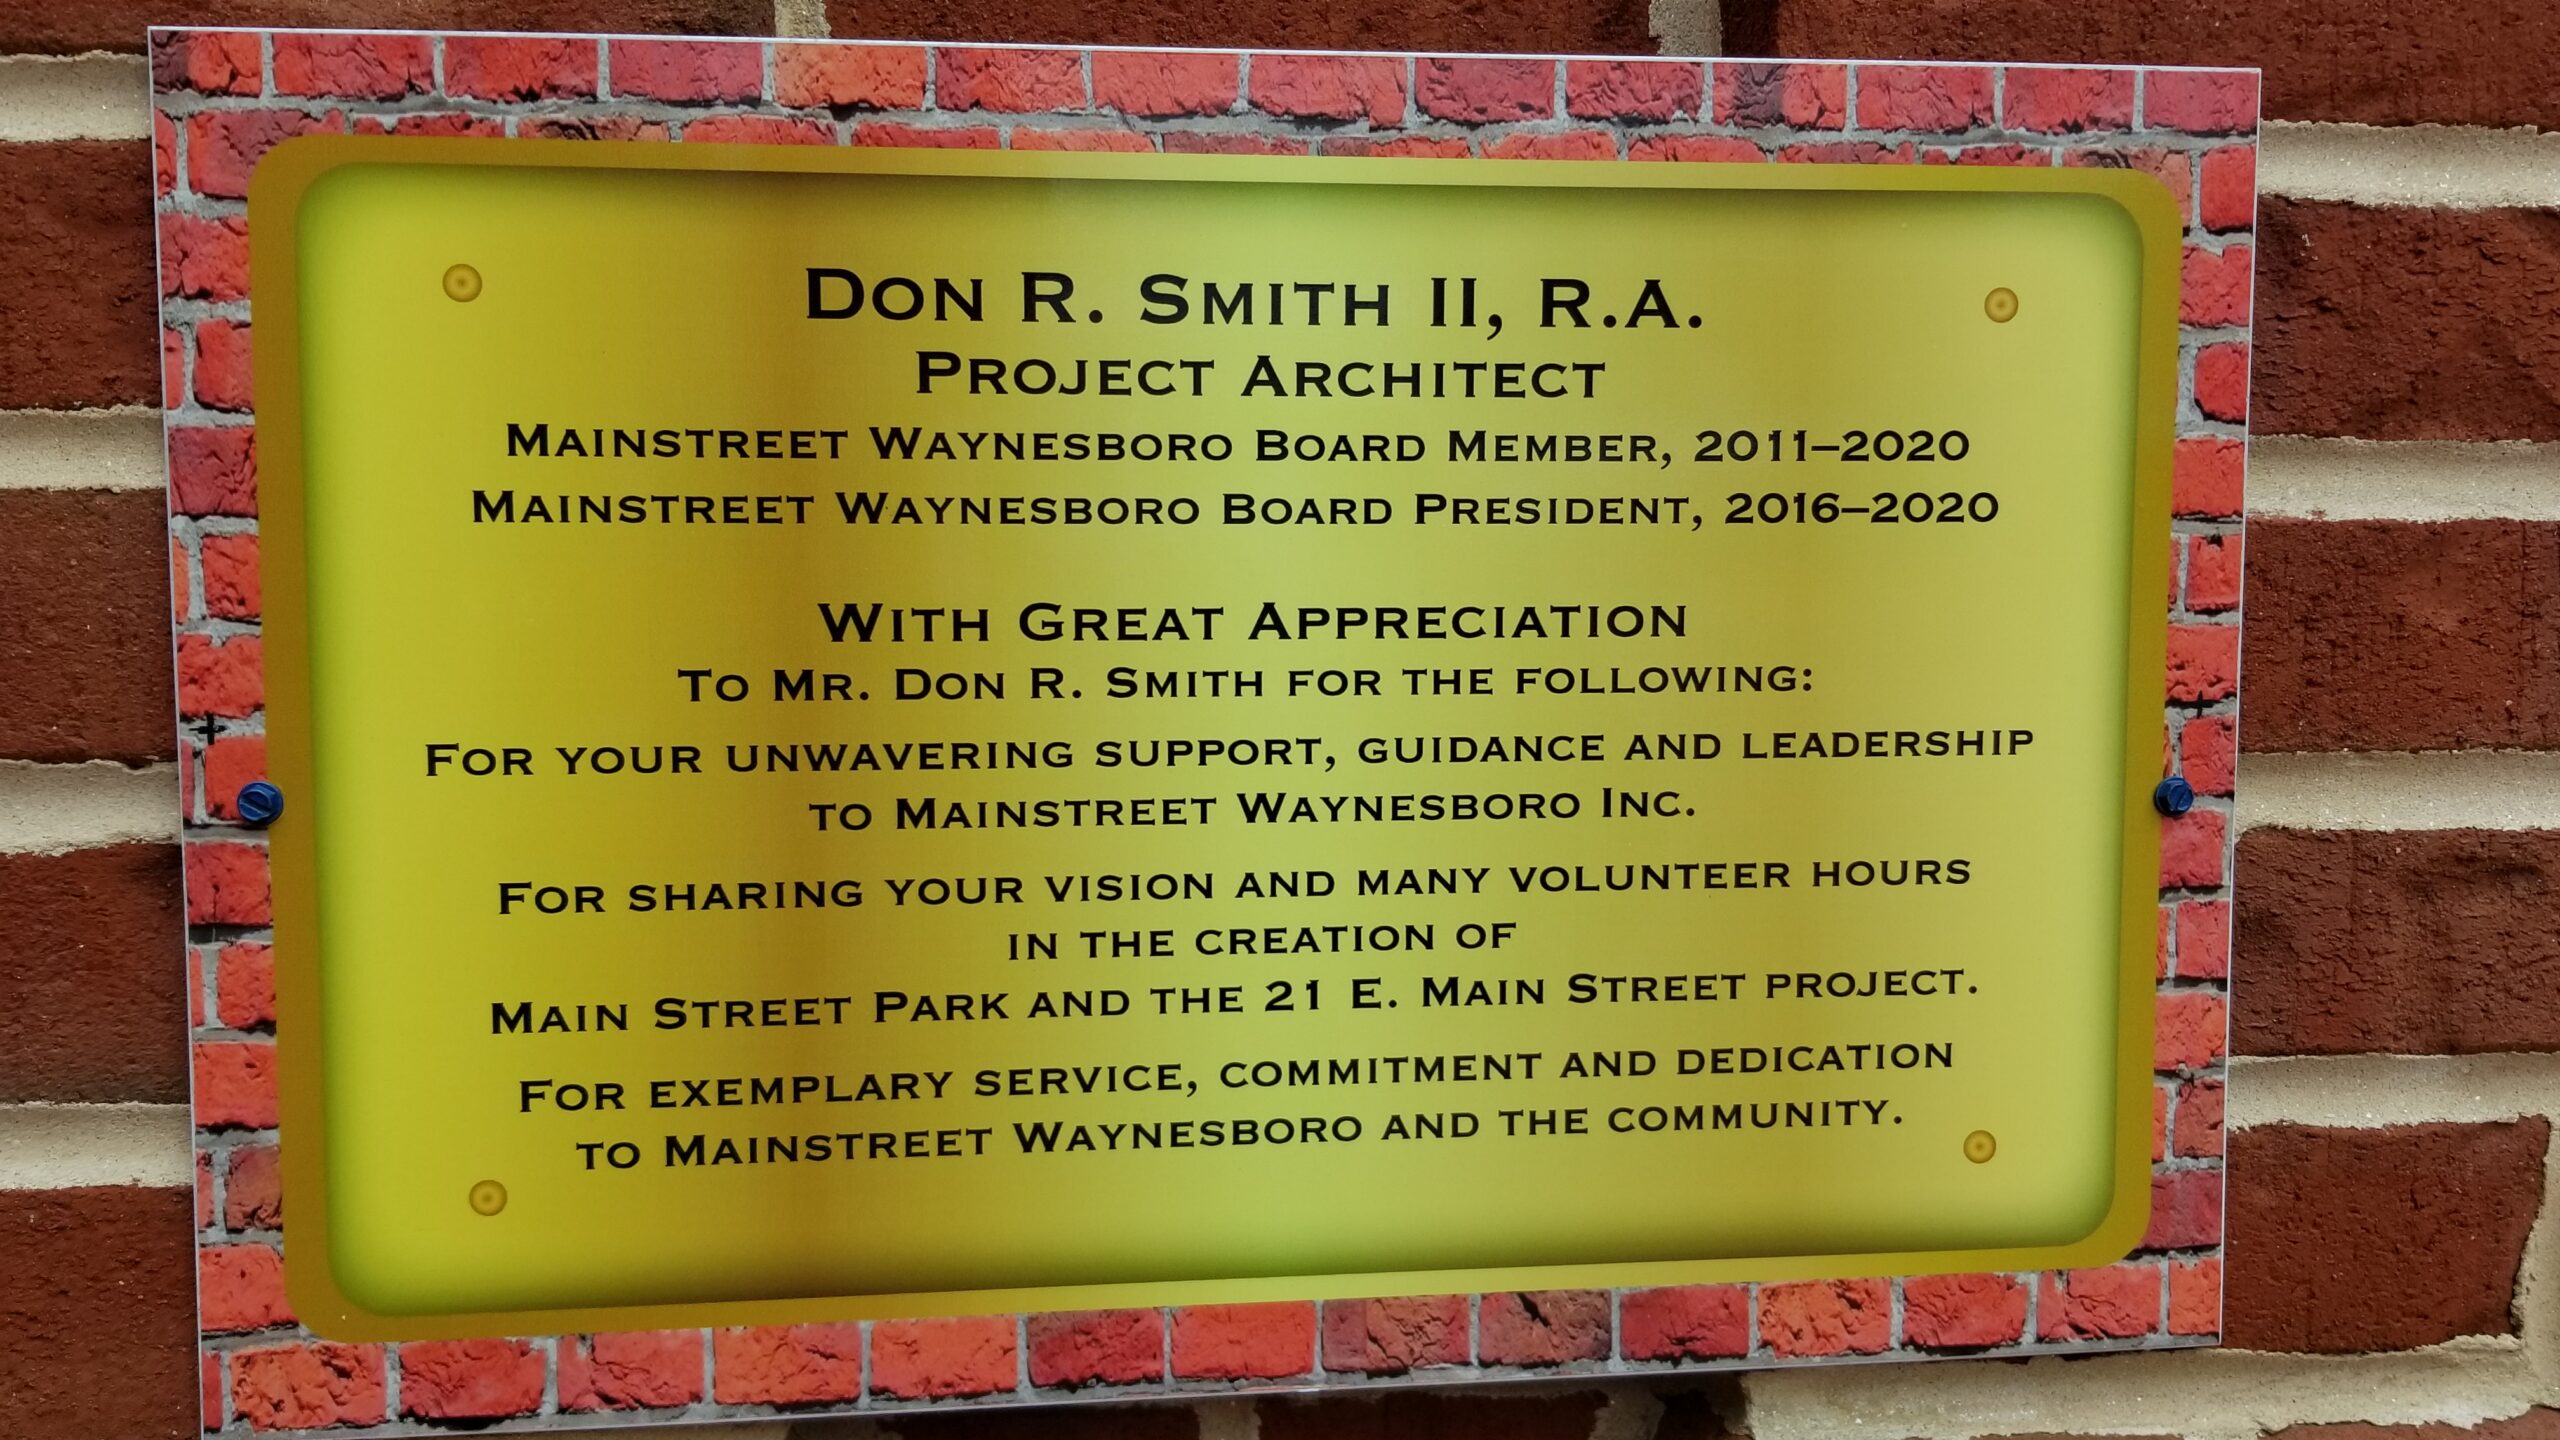 Don R. Smith II, R.A.
Project Architect
Mainstreet Waynesboro Board Member, 2011–2020
Mainstreet Waynesboro Board President, 2016–2020
With Great Appreciation
To Mr. Don R. Smith for the following:
For your unwavering support, guidance and leadership
to Mainstreet Waynesboro Inc.
For sharing your vision and many volunteer hours
in the creation of
Main Street Park and the 21 E. Main Street project.
For exemplary service, commitment and dedication
to Mainstreet Waynesboro and the community.